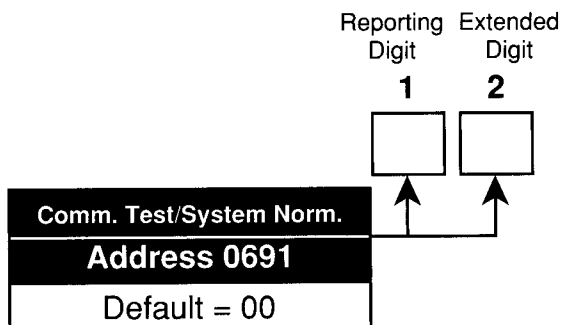 Reporting Extended
Digit Digit
1 2
Comm. Test/System Norm.
Address 0691
Default = 00